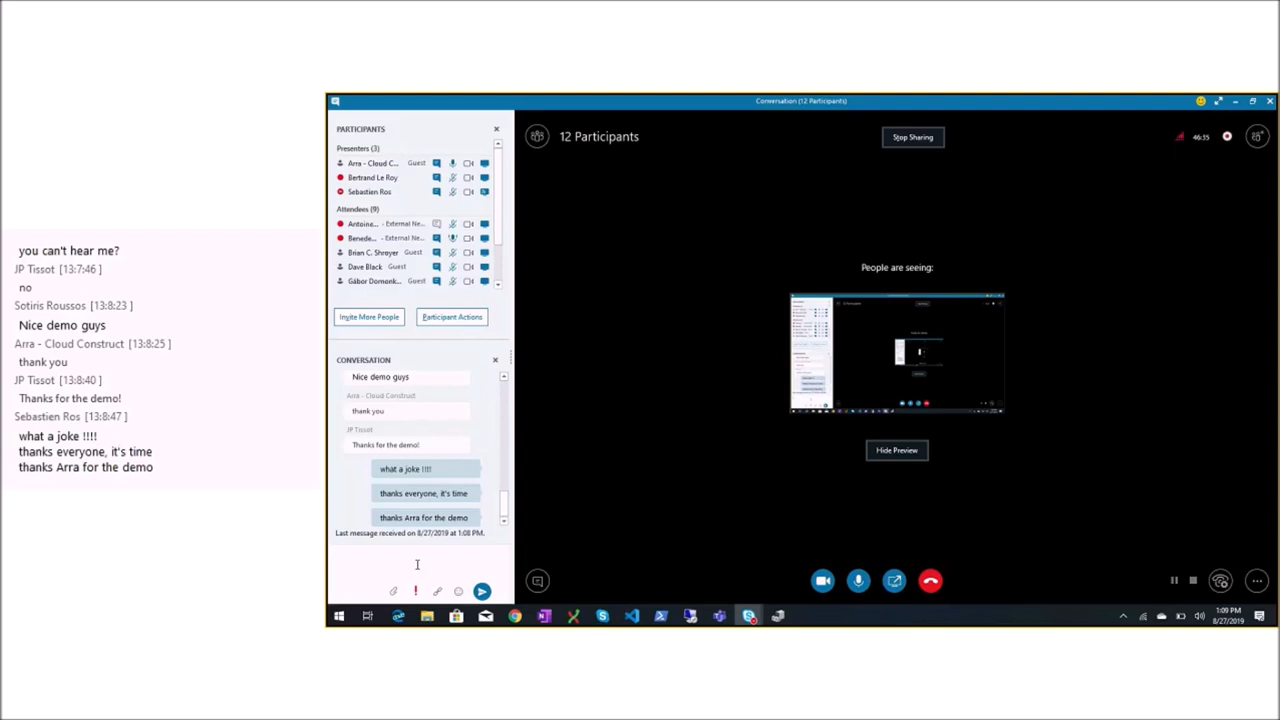 you can't hear me?
JP Tissot [13:7:46 ]
no
Sotiris Roussos [13:8:23 ]
Nice demo guys
Arra - Cloud Construct [13:8:25 ]
thank you
JP Tissot [13:8:40 ]
Thanks for the demo!
Sebastien Ros [13:8:47 ]
what a joke !!!!
thanks everyone, it's time
thanks Arra for the demo
Conversation (12 Participants)
PARTICIPANTS
Presenters (3)
Arra - Cloud C... Guest
Bertrand Le Roy
Sebastien Ros
Attendees (9)
Antoine... - External Ne...
Benede... - External Ne...
Brian C. Shroyer Guest
Dave Black Guest
Gábor Domonk... Guest
Invite More People
Participant Actions
CONVERSATION
Nice demo guys
Arra - Cloud Construct
thank you
JP Tissot
Thanks for the demo!
what a joke !!!!
thanks everyone, it's time
thanks Arra for the demo
Last message received on 8/27/2019 at 1:08 PM.
12 Participants
Stop Sharing
46:35
People are seeing:
Hide Preview
1:09 PM
8/27/2019